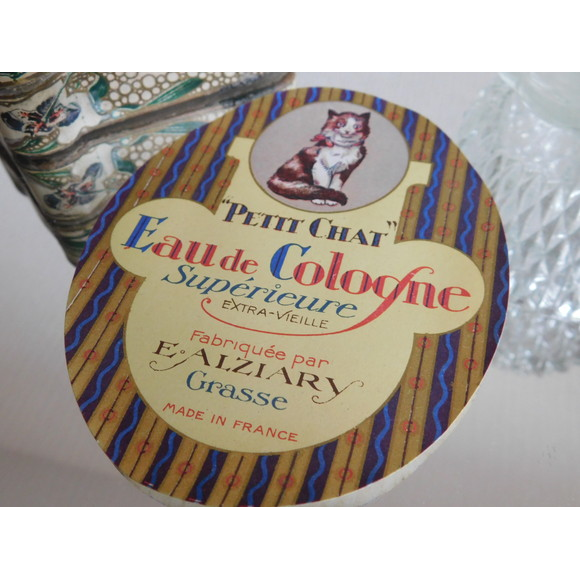 "PETIT CHAT"
Eau de Cologne
Supérieure
EXTRA-VIEILLE
Fabriquée par
E. ALZIARY
Grasse
MADE IN FRANCE